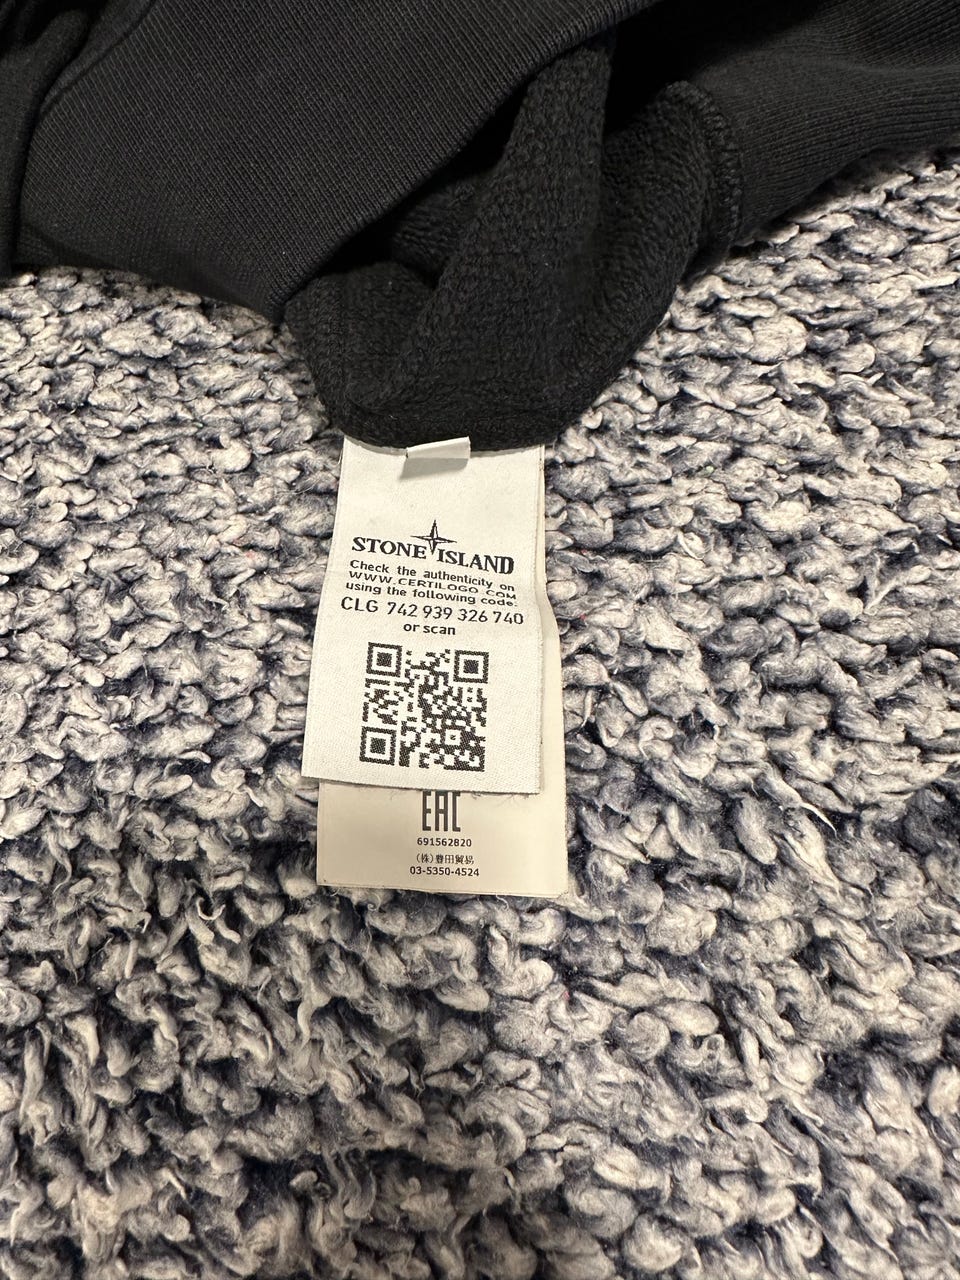 STONE ISLAND
Check the authenticity on
WWW.CERTILOGO.COM
using the following code:
CLG 742 939 326 740
or scan
EAC
691562820
(株)豊田貿易
03-5350-4524